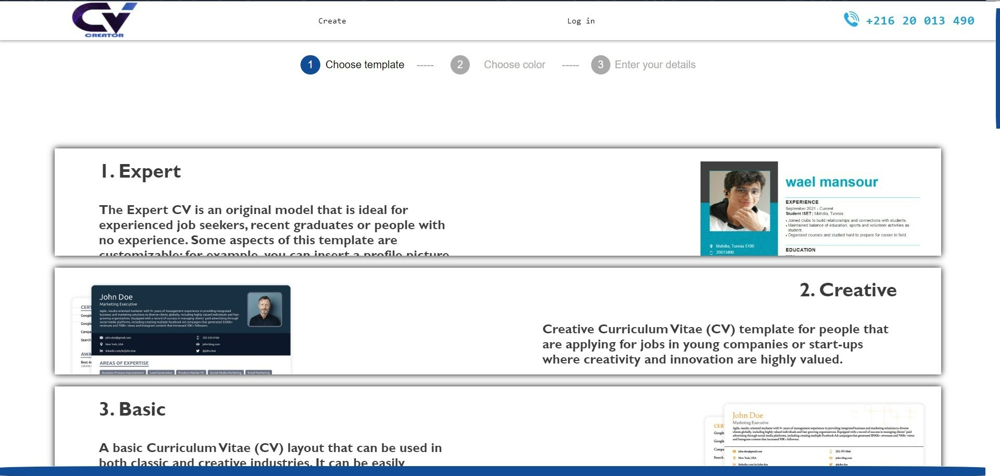 CV
CREATOR
Create
Log in
+216 20 013 490
1 Choose template ----- 2 Choose color ----- 3 Enter your details
1. Expert
The Expert CV is an original model that is ideal for
experienced job seekers, recent graduates or people with
no experience. Some aspects of this template are
customizable; for example, you can insert a profile picture
wael mansour
EXPERIENCE
September 2021 - Current
Student ISET | Mahdia, Tunisia
• Joined clubs to build relationships and connections with students.
• Maintained balance of education, sports and volunteer activities as
student.
• Organised courses and studied hard to prepare for career in field.
Mahdia, Tunisia 5100
20013490
EDUCATION
CERT
Google
Google
Campa
Search
AWA
Best Ac
John Doe
Marketing Executive
Agile, results-oriented marketer with 9+ years of management experience in providing integrated
business and marketing solutions to diverse clients globally, including highly valued individuals and fast-
growing organizations. Equipped with a record of success in managing clients' paid advertising through
social media platforms, including creating multiple Facebook Ad campaigns that generated $500k+
revenues and 700k+ views and Instagram content that increased 50K+ followers.
john.doe@gmail.com
202-555-0166
New York, USA
john-blog.com
linkedin.com/in/john.doe
@john.doe
AREAS OF EXPERTISE
Business Process Improvement
Lead Generation
Product-Market Fit
Social Media Marketing
Email Marketing
2. Creative
Creative Curriculum Vitae (CV) template for people that
are applying for jobs in young companies or start-ups
where creativity and innovation are highly valued.
3. Basic
A basic Curriculum Vitae (CV) layout that can be used in
both classic and creative industries. It can be easily
CER
Google
Google
Campa
Search
John Doe
Marketing Executive
Agile, results-oriented marketer with 9+ years of management experience in providing integrated business and marketing solutions to diverse
clients globally, including highly valued individuals and fast-growing organizations. Equipped with a record of success in managing clients' paid
advertising through social media platforms, including creating multiple Facebook Ad campaigns that generated $500k+ revenues and 700k+ views
and Instagram content that increased 50K+ followers.
john.doe@gmail.com
202-555-0166
New York, USA
john-blog.com
linkedin.com/in/john.doe
@john.doe